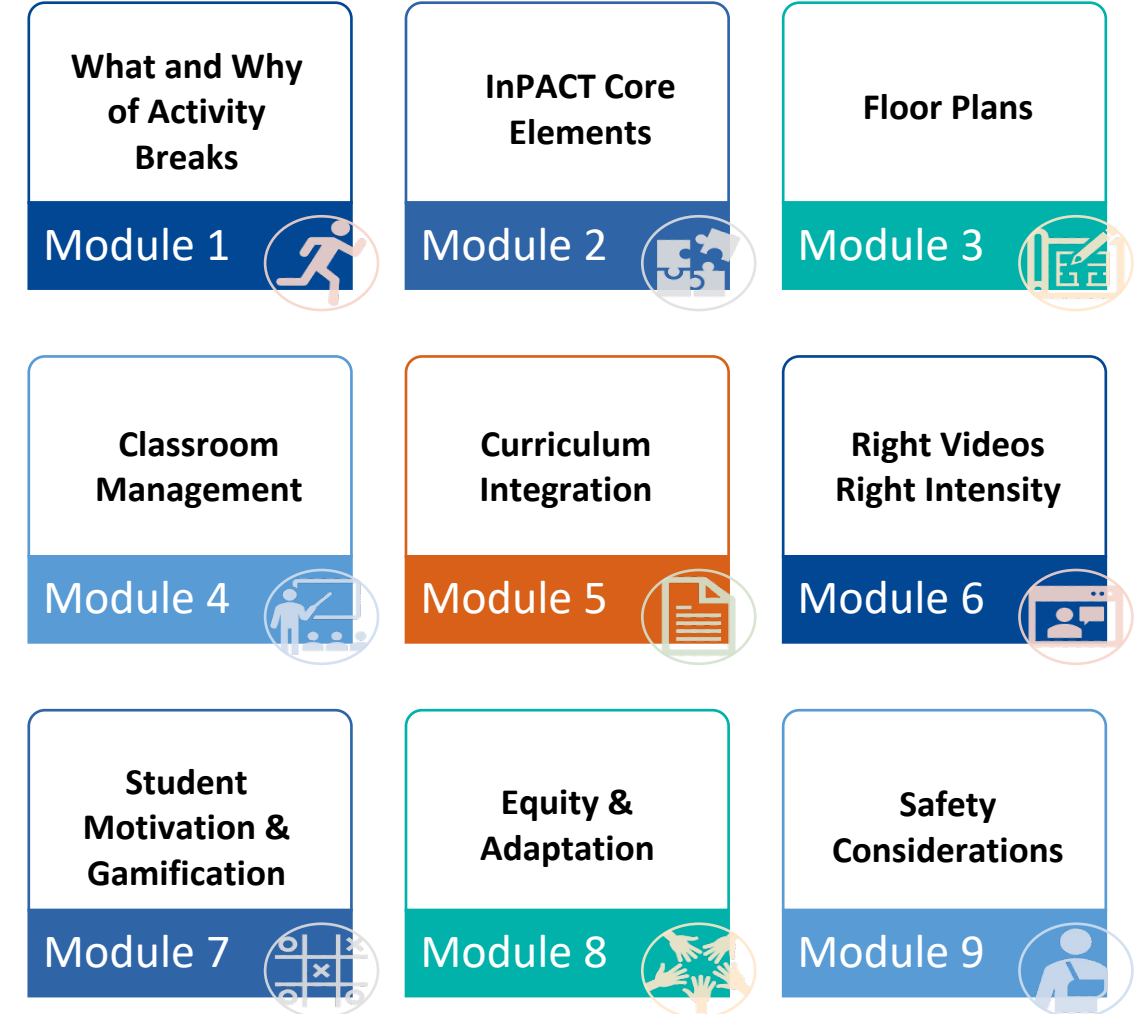 What and Why
of Activity
Breaks
Module 1
InPACT Core
Elements
Module 2
Floor Plans
Module 3
Classroom
Management
Module 4
Curriculum
Integration
Module 5
Right Videos
Right Intensity
Module 6
Student
Motivation &
Gamification
Module 7
Equity &
Adaptation
Module 8
Safety
Considerations
Module 9